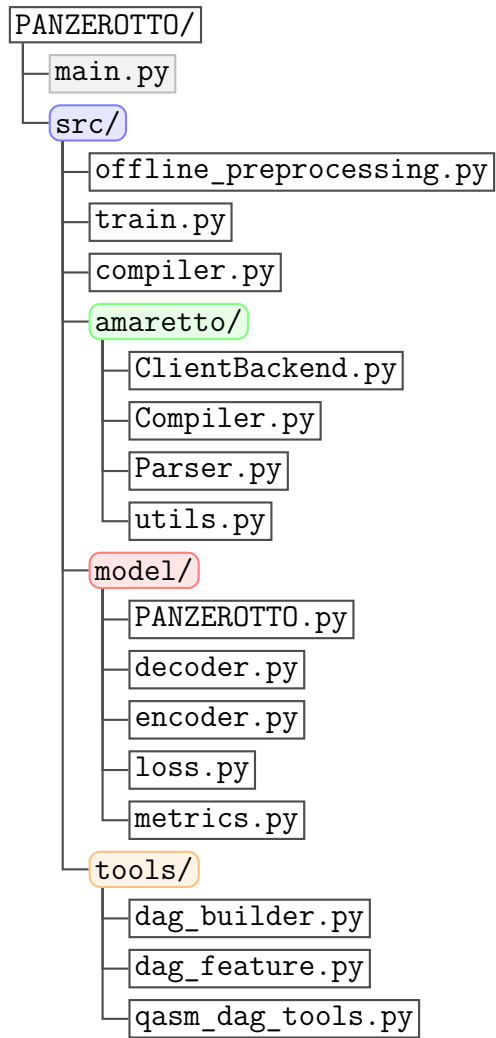 PANZEROTTO/
main.py
src/
offline_preprocessing.py
train.py
compiler.py
amaretto/
ClientBackend.py
Compiler.py
Parser.py
utils.py
model/
PANZEROTTO.py
decoder.py
encoder.py
loss.py
metrics.py
tools/
dag_builder.py
dag_feature.py
qasm_dag_tools.py